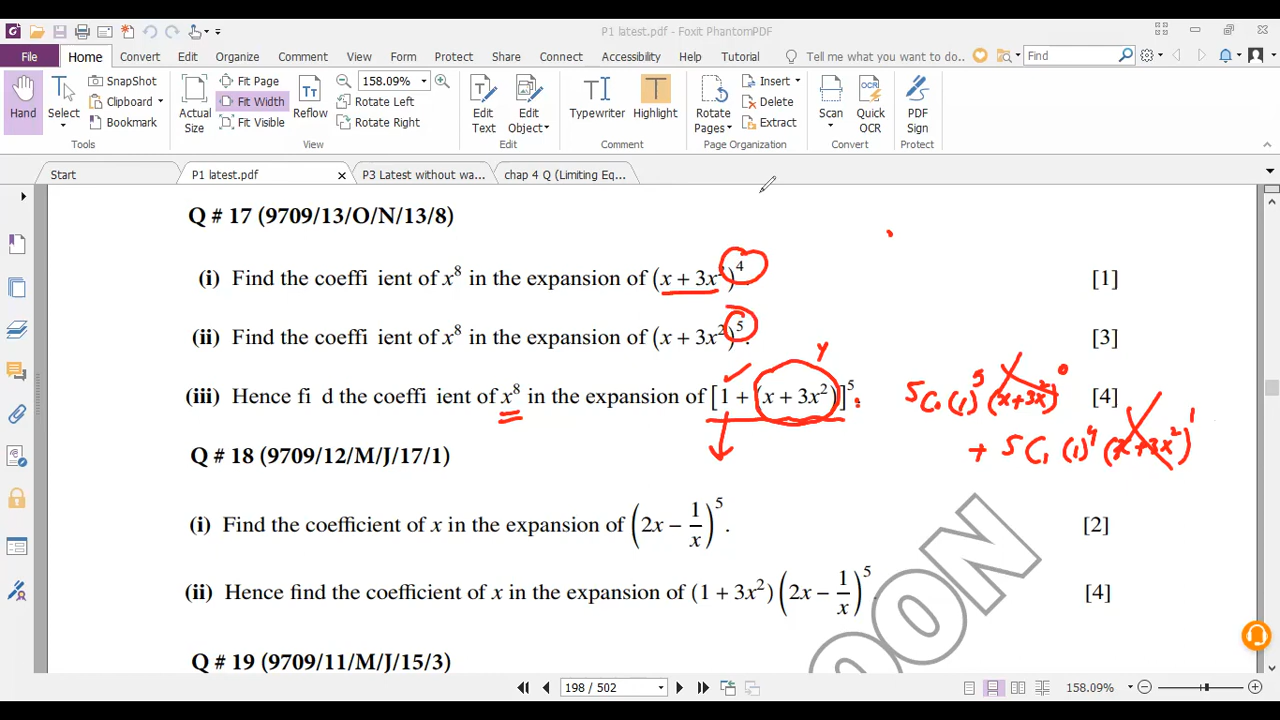 P1 latest.pdf - Foxit PhantomPDF
File Home Convert Edit Organize Comment View Form Protect Share Connect Accessibility Help Tutorial Tell me what you want to do... Find
Hand Select SnapShot Clipboard Bookmark Actual Size Fit Page Fit Width Fit Visible Reflow 158.09% Rotate Left Rotate Right Edit Text Edit Object Typewriter Highlight Rotate Pages Insert Delete Extract Scan Quick OCR PDF Sign
Tools View Edit Comment Page Organization Convert Protect
Start P1 latest.pdf P3 Latest without wa... chap 4 Q (Limiting Eq...
Q # 17 (9709/13/O/N/13/8)
(i) Find the coeffi ient of x⁸ in the expansion of (x + 3x²)⁴. [1]
(ii) Find the coeffi ient of x⁸ in the expansion of (x + 3x²)⁵. [3]
y
(iii) Hence fi d the coeffi ient of x⁸ in the expansion of [1 + (x + 3x²)]⁵. [4]
5C₀ (1)⁵ (x+3x²)⁰
+ 5C₁ (1)⁴ (x+3x²)¹
Q # 18 (9709/12/M/J/17/1)
(i) Find the coefficient of x in the expansion of (2x − 1/x)⁵. [2]
(ii) Hence find the coefficient of x in the expansion of (1 + 3x²)(2x − 1/x)⁵. [4]
OON
Q # 19 (9709/11/M/J/15/3)
198 / 502 158.09%